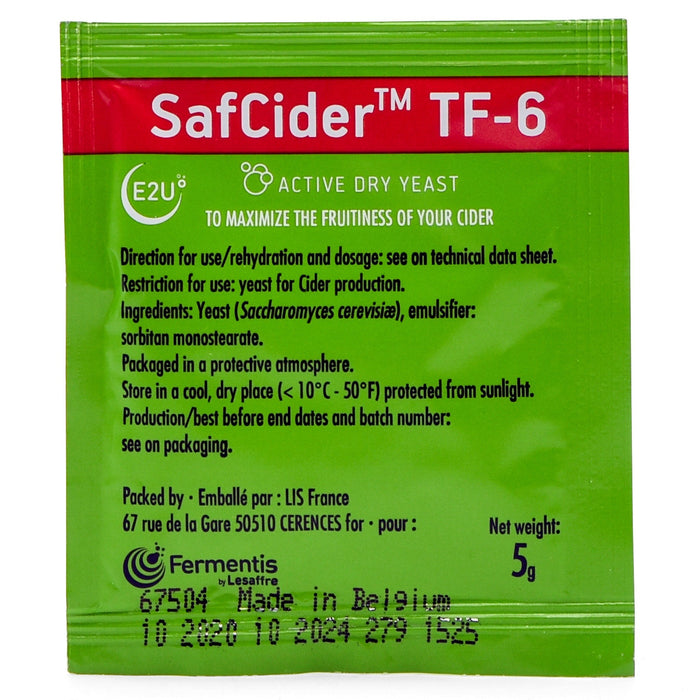 SafCider™ TF-6
E2U
ACTIVE DRY YEAST
TO MAXIMIZE THE FRUITINESS OF YOUR CIDER
Direction for use/rehydration and dosage: see on technical data sheet.
Restriction for use: yeast for Cider production.
Ingredients: Yeast (Saccharomyces cerevisiæ), emulsifier:
sorbitan monostearate.
Packaged in a protective atmosphere.
Store in a cool, dry place (< 10°C - 50°F) protected from sunlight.
Production/best before end dates and batch number:
see on packaging.
Packed by · Emballé par : LIS France
67 rue de la Gare 50510 CERENCES for · pour :
Net weight:
5g
Fermentis
by Lesaffre
67504 Made in Belgium
10 2020 10 2024 279 1525